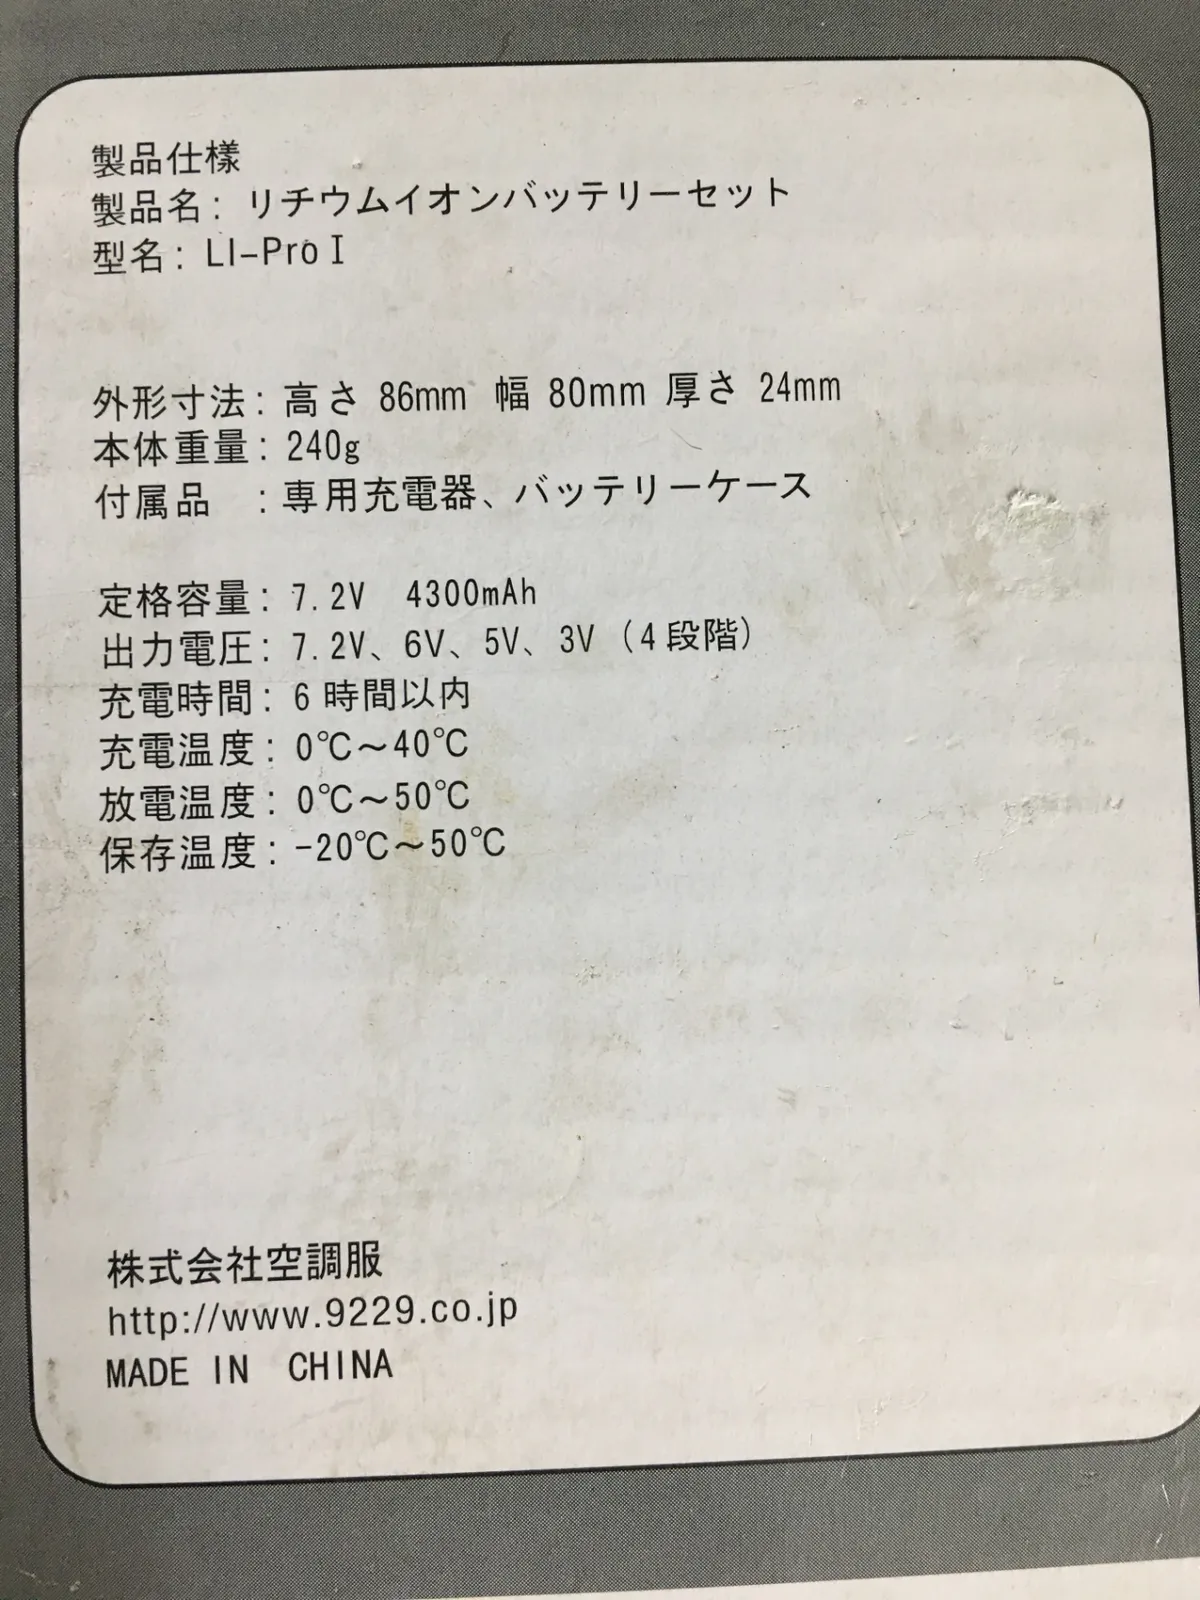 製品仕様
製品名：リチウムイオンバッテリーセット
型名：LI-ProⅠ
外形寸法：高さ 86mm 幅 80mm 厚さ 24mm
本体重量：240g
付属品　：専用充電器、バッテリーケース
定格容量：7.2V　4300mAh
出力電圧：7.2V、6V、5V、3V（4段階）
充電時間：6時間以内
充電温度：0℃～40℃
放電温度：0℃～50℃
保存温度：-20℃～50℃
株式会社空調服
http://www.9229.co.jp
MADE IN　CHINA